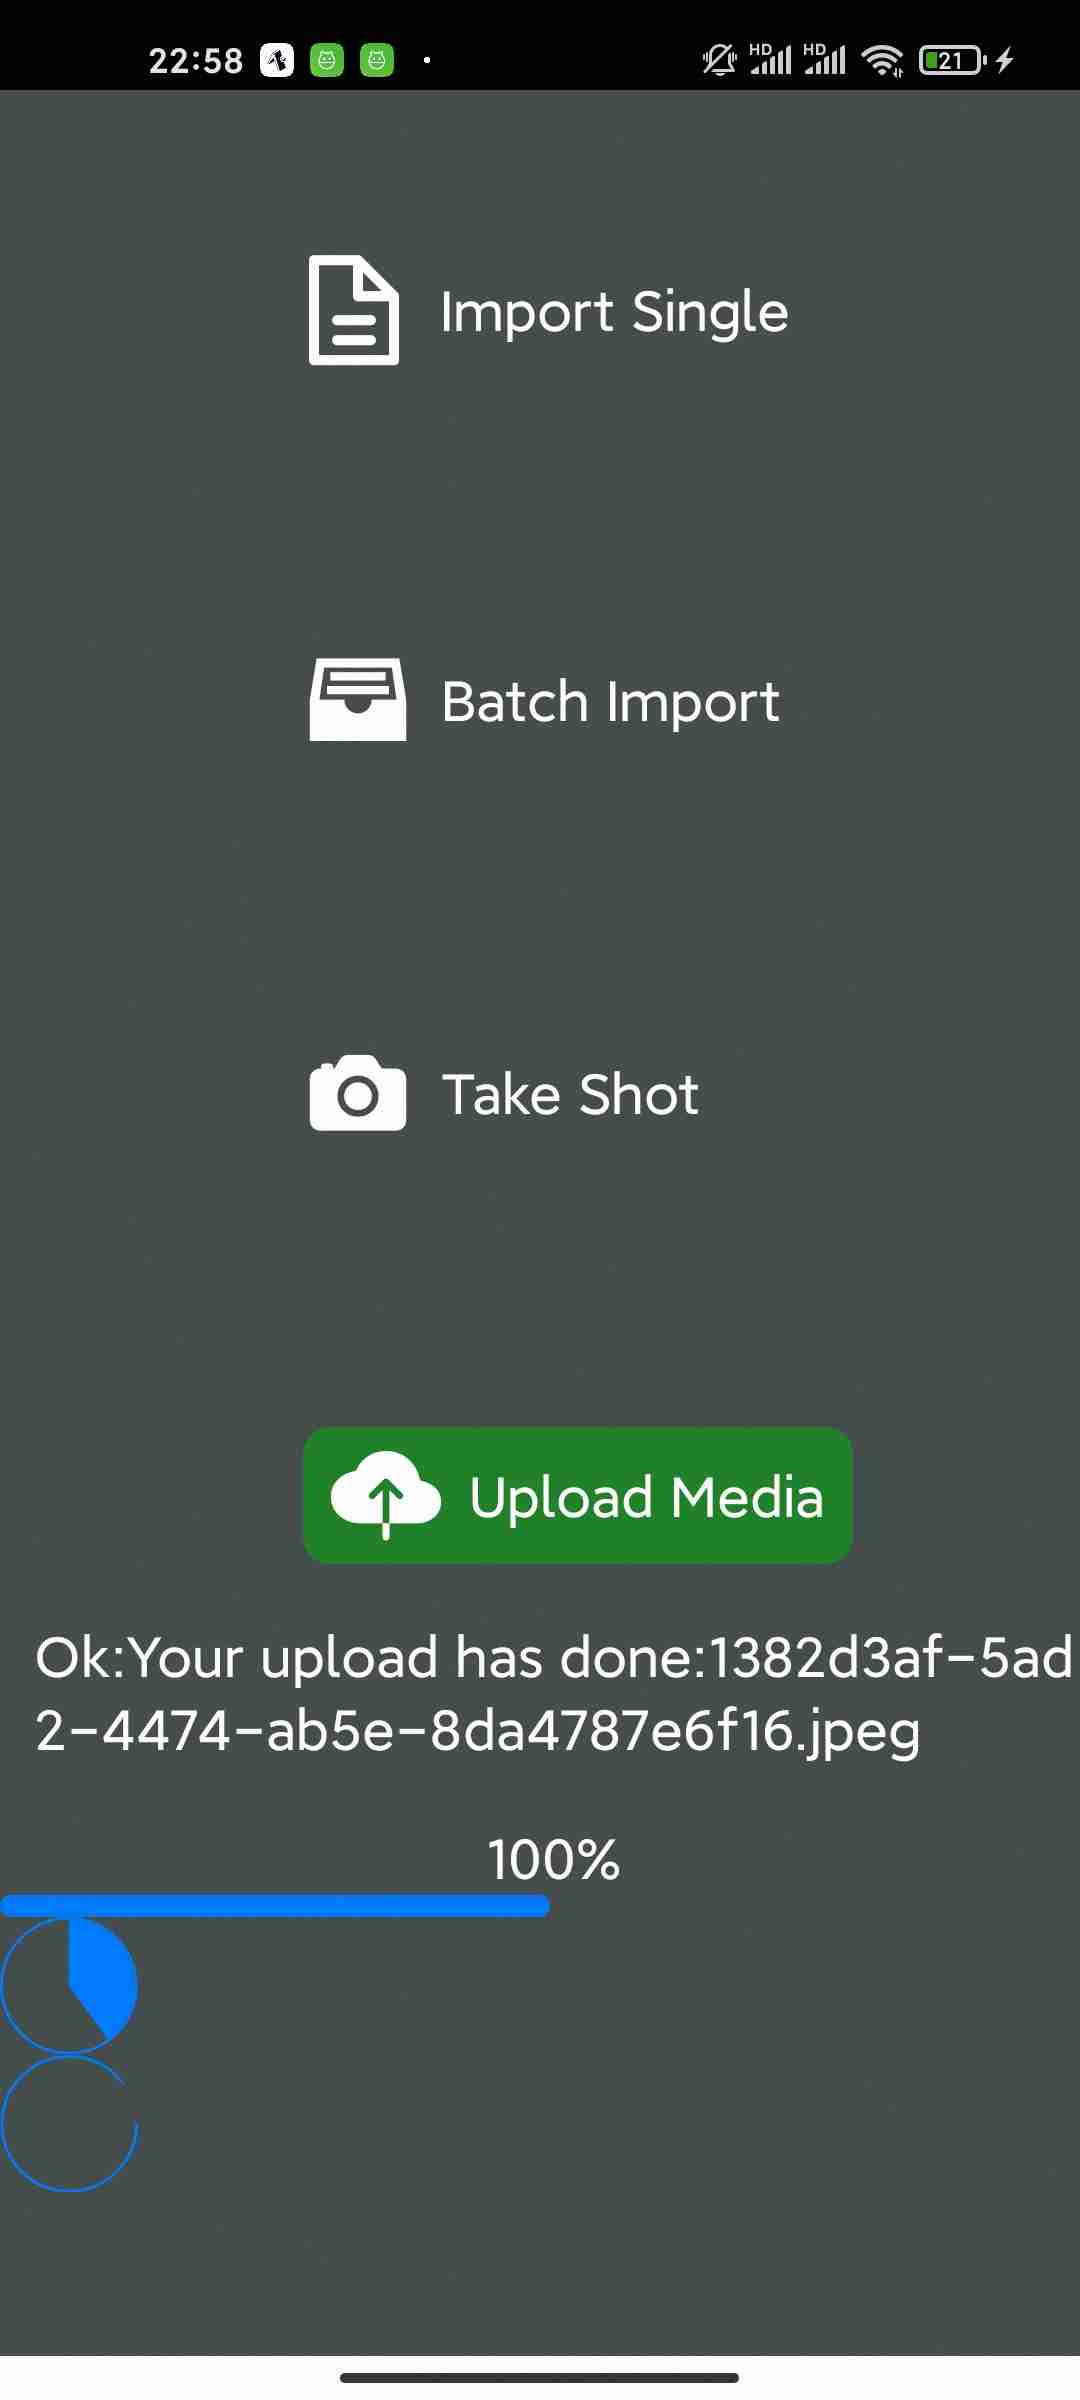 22:58
HD HD 21
Import Single
Batch Import
Take Shot
Upload Media
Ok:Your upload has done:1382d3af-5ad
2-4474-ab5e-8da4787e6f16.jpeg
100%